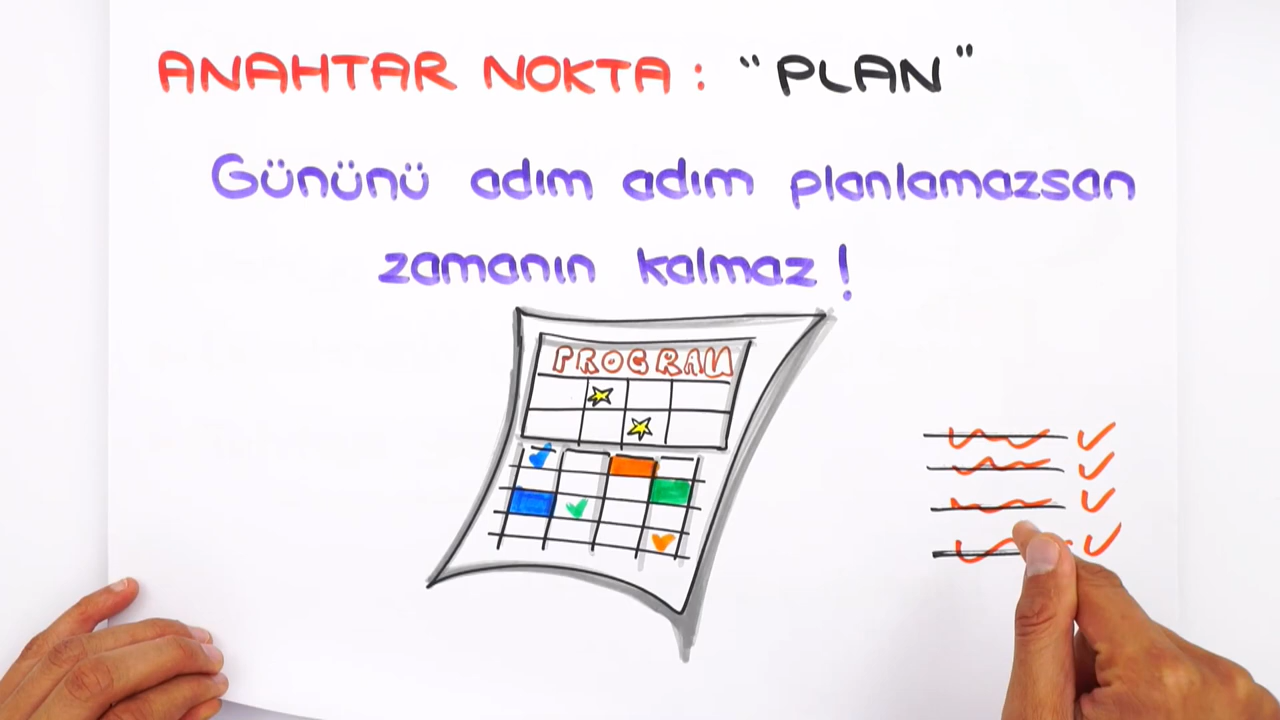 ANAHTAR NOKTA : "PLAN"
Gününü adım adım planlamazsan
zamanın kalmaz !
PROGRAM